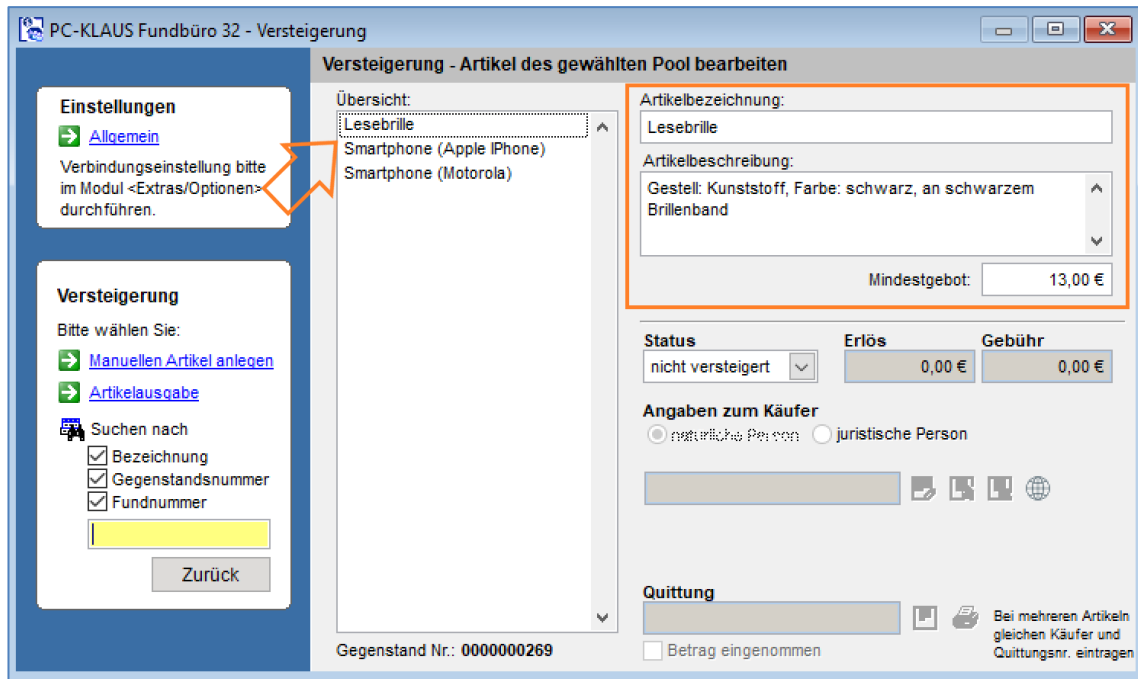 PC-KLAUS Fundbüro 32 - Versteigerung
Versteigerung - Artikel des gewählten Pool bearbeiten
Einstellungen
Allgemein
Verbindungseinstellung bitte
im Modul <Extras/Optionen>
durchführen.
Versteigerung
Bitte wählen Sie:
Manuellen Artikel anlegen
Artikelausgabe
Suchen nach
Bezeichnung
Gegenstandsnummer
Fundnummer
Zurück
Übersicht:
Lesebrille
Smartphone (Apple IPhone)
Smartphone (Motorola)
Gegenstand Nr.: 0000000269
Artikelbezeichnung:
Lesebrille
Artikelbeschreibung:
Gestell: Kunststoff, Farbe: schwarz, an schwarzem
Brillenband
Mindestgebot: 13,00 €
Status Erlös Gebühr
nicht versteigert 0,00 € 0,00 €
Angaben zum Käufer
natürliche Person juristische Person
Quittung
Betrag eingenommen
Bei mehreren Artikeln
gleichen Käufer und
Quittungsnr. eintragen